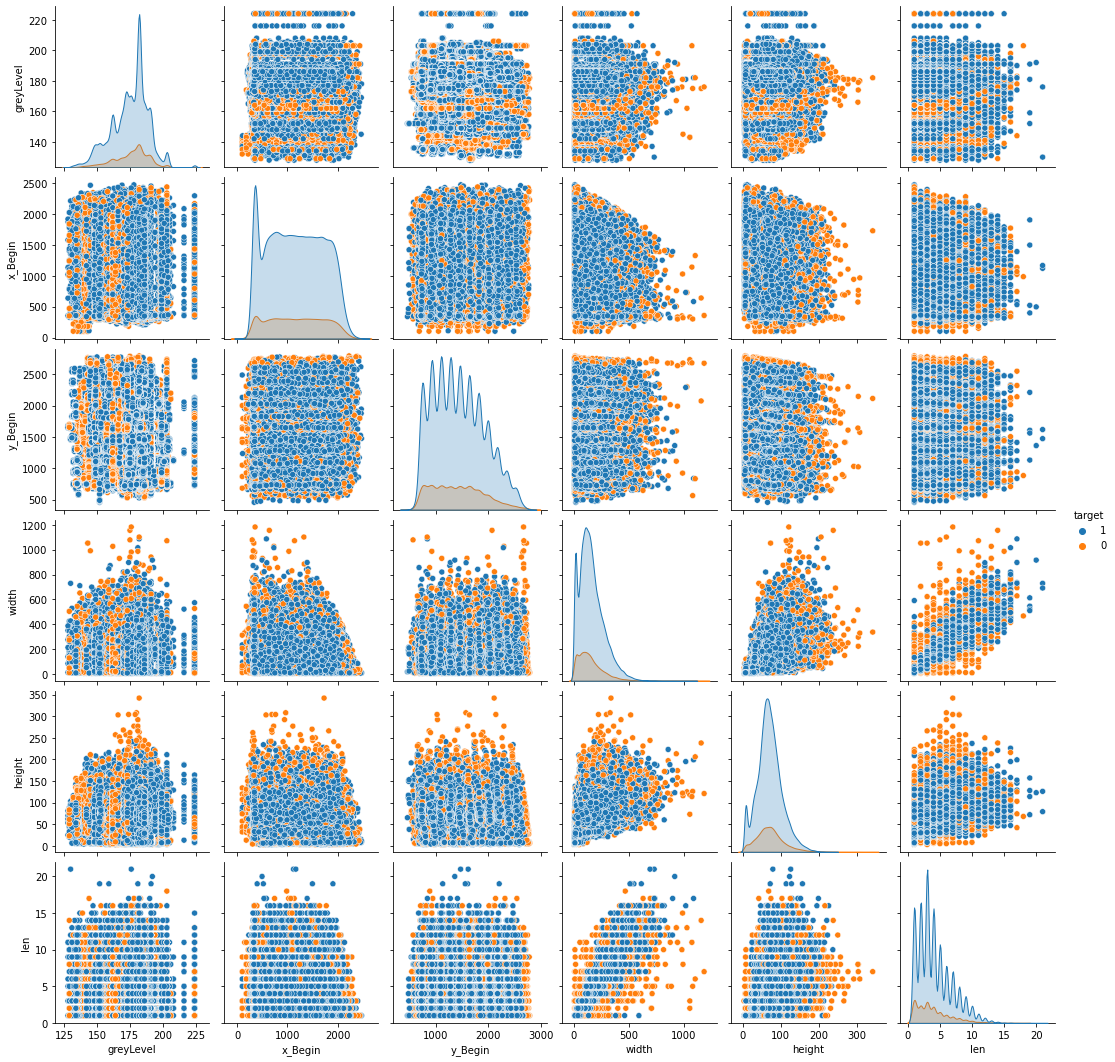 220
200
180
160
140
greyLevel
2500
2000
1500
1000
500
0
x_Begin
2500
2000
1500
1000
500
y_Begin
1200
1000
800
600
400
200
0
width
target
1
0
350
300
250
200
150
100
50
0
height
20
15
10
5
0
len
125 150 175 200 225
0 1000 2000
1000 2000 3000
0 500 1000
0 100 200 300
0 5 10 15 20
greyLevel x_Begin y_Begin width height len